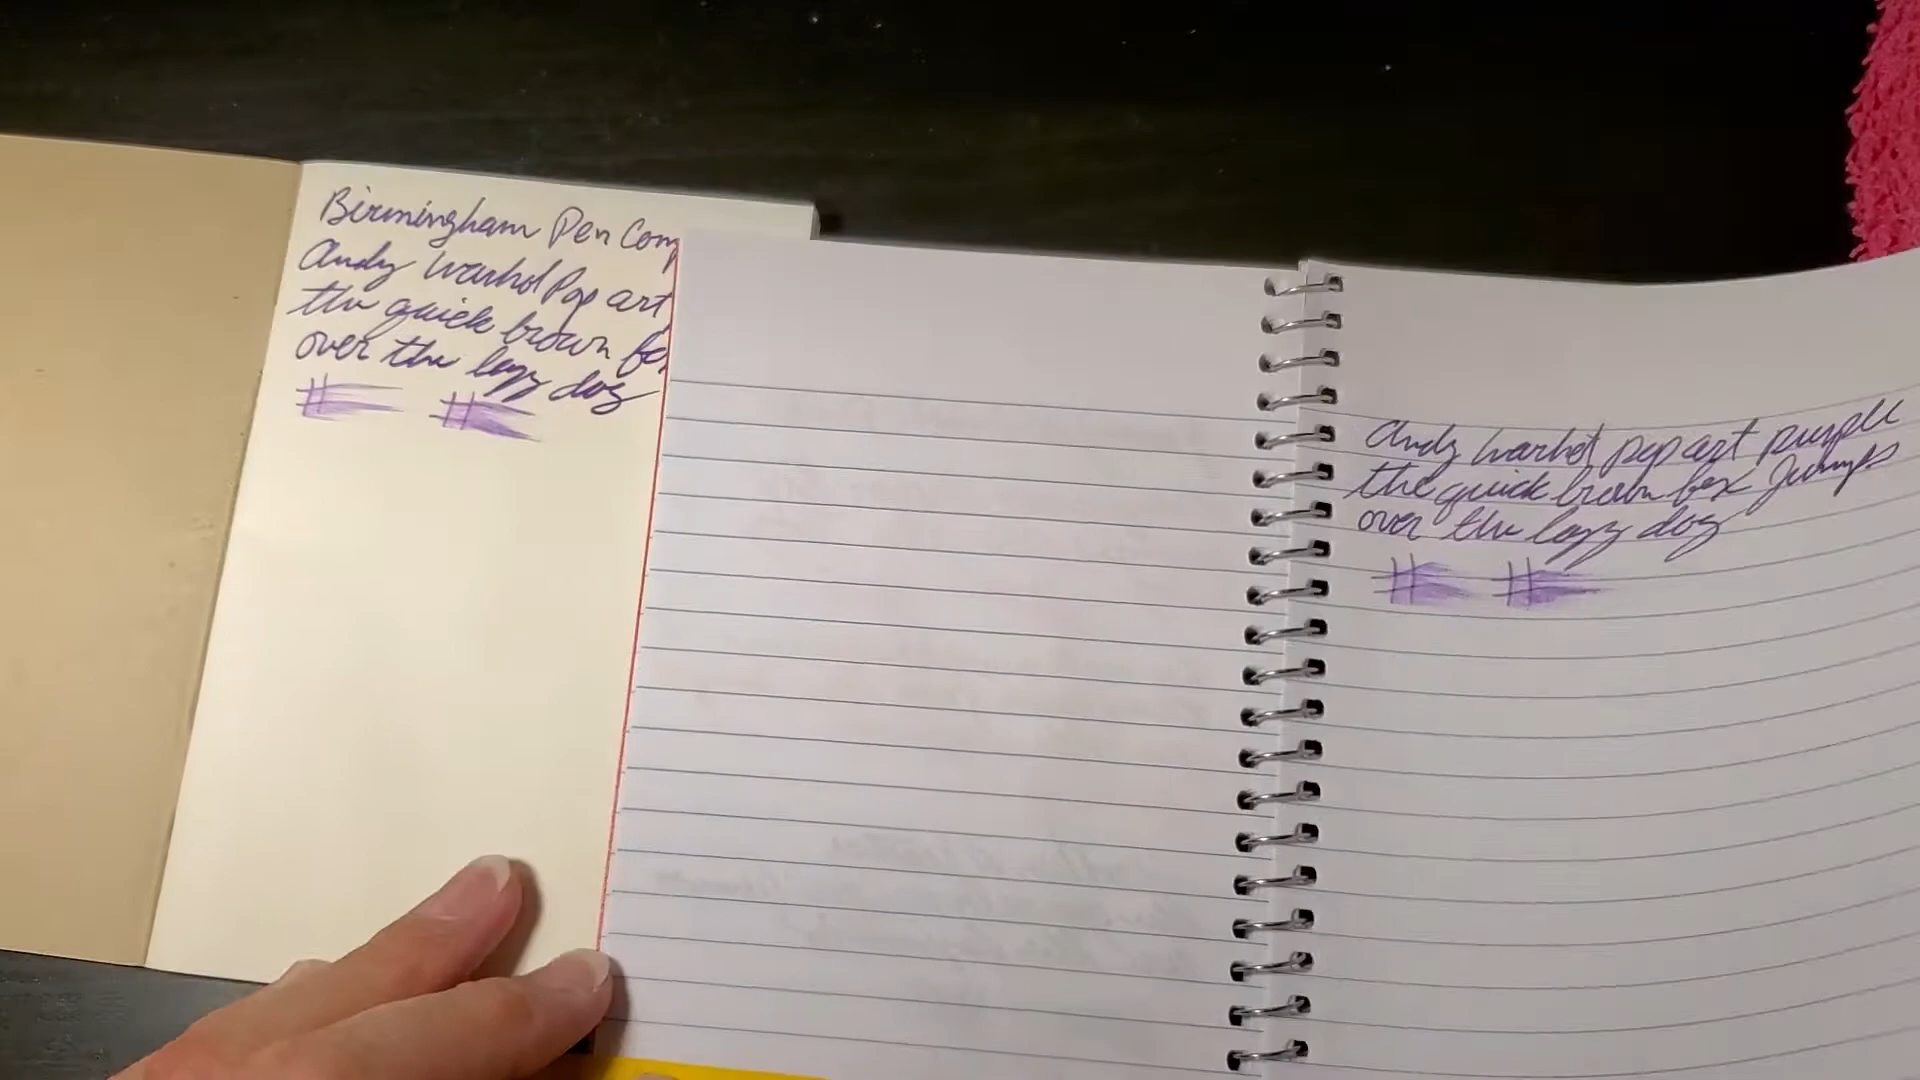 Birmingham Pen Com
Andy Warhol Pop art
the quick brown fo
over the lazy dog
Andy Warhol pop art purple
the quick brown fox Jumps
over the lazy dog